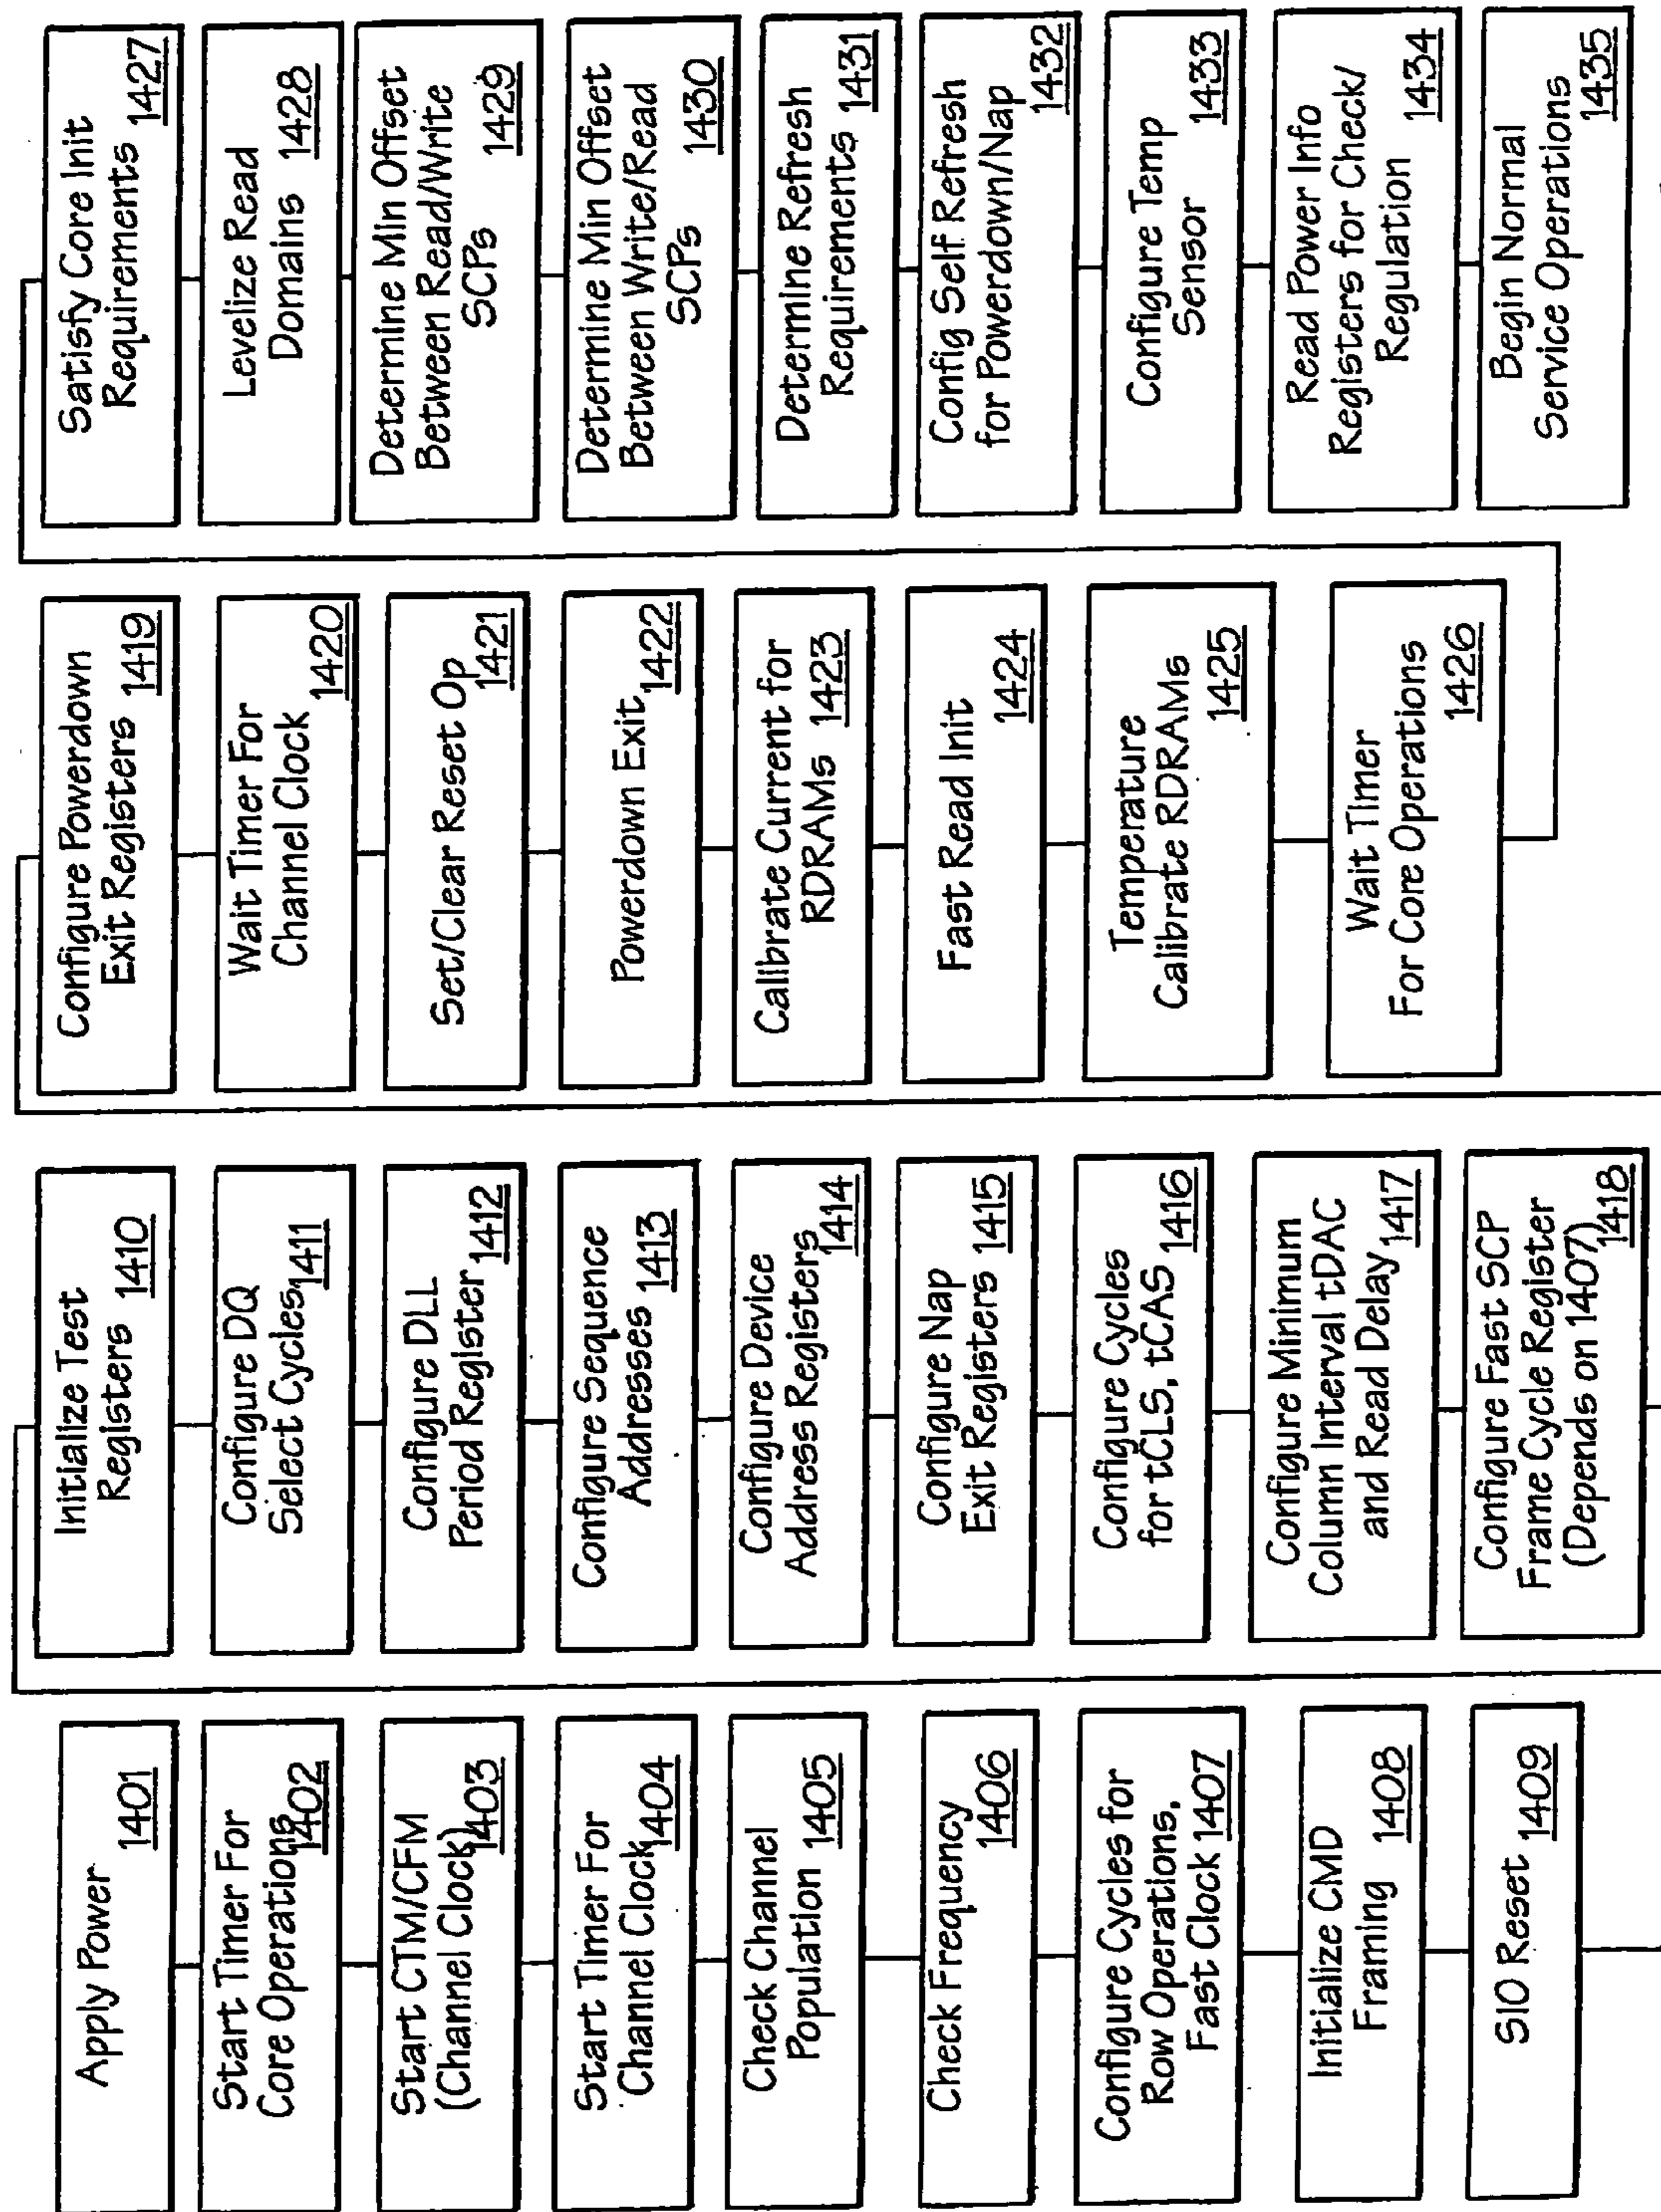 Apply Power
1401
Start Timer For
Core Operations
1402
Start CTM/CFM
(Channel Clock)
1403
Start Timer For
Channel Clock 1404
Check Channel
Population 1405
Check Frequency
1406
Configure Cycles for
Row Operations,
Fast Clock 1407
Initialize CMD
Framing 1408
SIO Reset 1409
Initialize Test
Registers 1410
Configure DQ
Select Cycles 1411
Configure DLL
Period Register 1412
Configure Sequence
Addresses 1413
Configure Device
Address Registers
1414
Configure Nap
Exit Registers 1415
Configure Cycles
for tCLS, tCAS 1416
Configure Minimum
Column Interval tDAC
and Read Delay 1417
Configure Fast SCP
Frame Cycle Register
(Depends on 1407)
1418
Configure Powerdown
Exit Registers 1419
Wait Timer For
Channel Clock 1420
Set/Clear Reset Op
1421
Powerdown Exit 1422
Calibrate Current for
RDRAMs 1423
Fast Read Init
1424
Temperature
Calibrate RDRAMs
1425
Wait Timer
For Core Operations
1426
Satisfy Core Init
Requirements 1427
Levelize Read
Domains 1428
Determine Min Offset
Between Read/Write
SCPs 1429
Determine Min Offset
Between Write/Read
SCPs 1430
Determine Refresh
Requirements 1431
Config Self Refresh
for Powerdown/Nap
1432
Configure Temp
Sensor 1433
Read Power Info
Registers for Check/
Regulation 1434
Begin Normal
Service Operations
1435